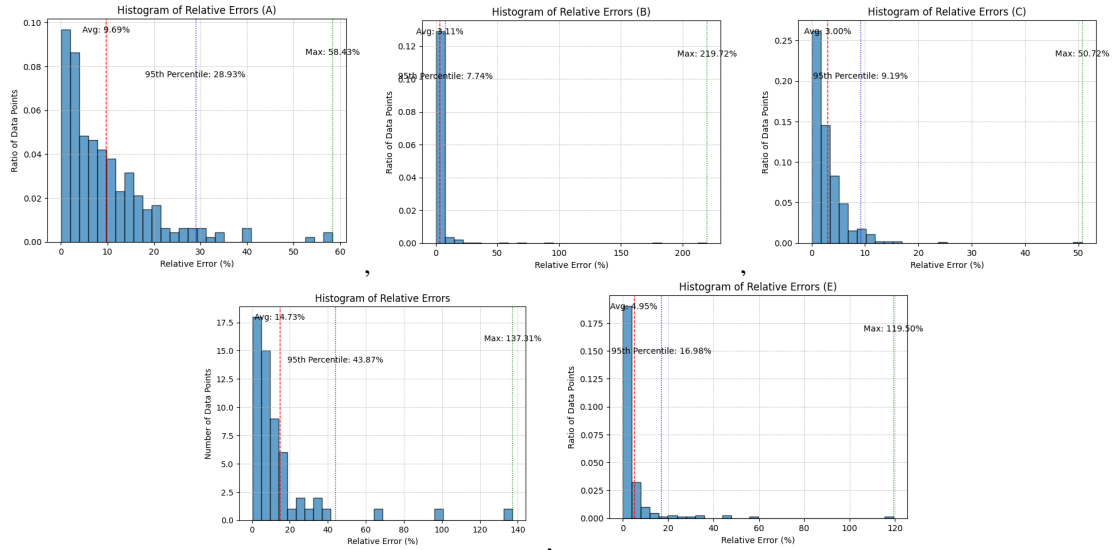 Histogram of Relative Errors (A)
0.10
0.08
0.06
0.04
0.02
0.00
Ratio of Data Points
Avg: 9.69%
95th Percentile: 28.93%
Max: 58.43%
0 10 20 30 40 50 60
Relative Error (%)
,
Histogram of Relative Errors (B)
0.12
0.10
0.08
0.06
0.04
0.02
0.00
Ratio of Data Points
Avg: 3.11%
95th Percentile: 7.74%
Max: 219.72%
0 50 100 150 200
Relative Error (%)
,
Histogram of Relative Errors (C)
0.25
0.20
0.15
0.10
0.05
0.00
Ratio of Data Points
Avg: 3.00%
95th Percentile: 9.19%
Max: 50.72%
0 10 20 30 40 50
Relative Error (%)
Histogram of Relative Errors
17.5
15.0
12.5
10.0
7.5
5.0
2.5
0.0
Number of Data Points
Avg: 14.73%
95th Percentile: 43.87%
Max: 137.31%
0 20 40 60 80 100 120 140
Relative Error (%)
,
Histogram of Relative Errors (E)
0.175
0.150
0.125
0.100
0.075
0.050
0.025
0.000
Ratio of Data Points
Avg: 4.95%
95th Percentile: 16.98%
Max: 119.50%
0 20 40 60 80 100 120
Relative Error (%)